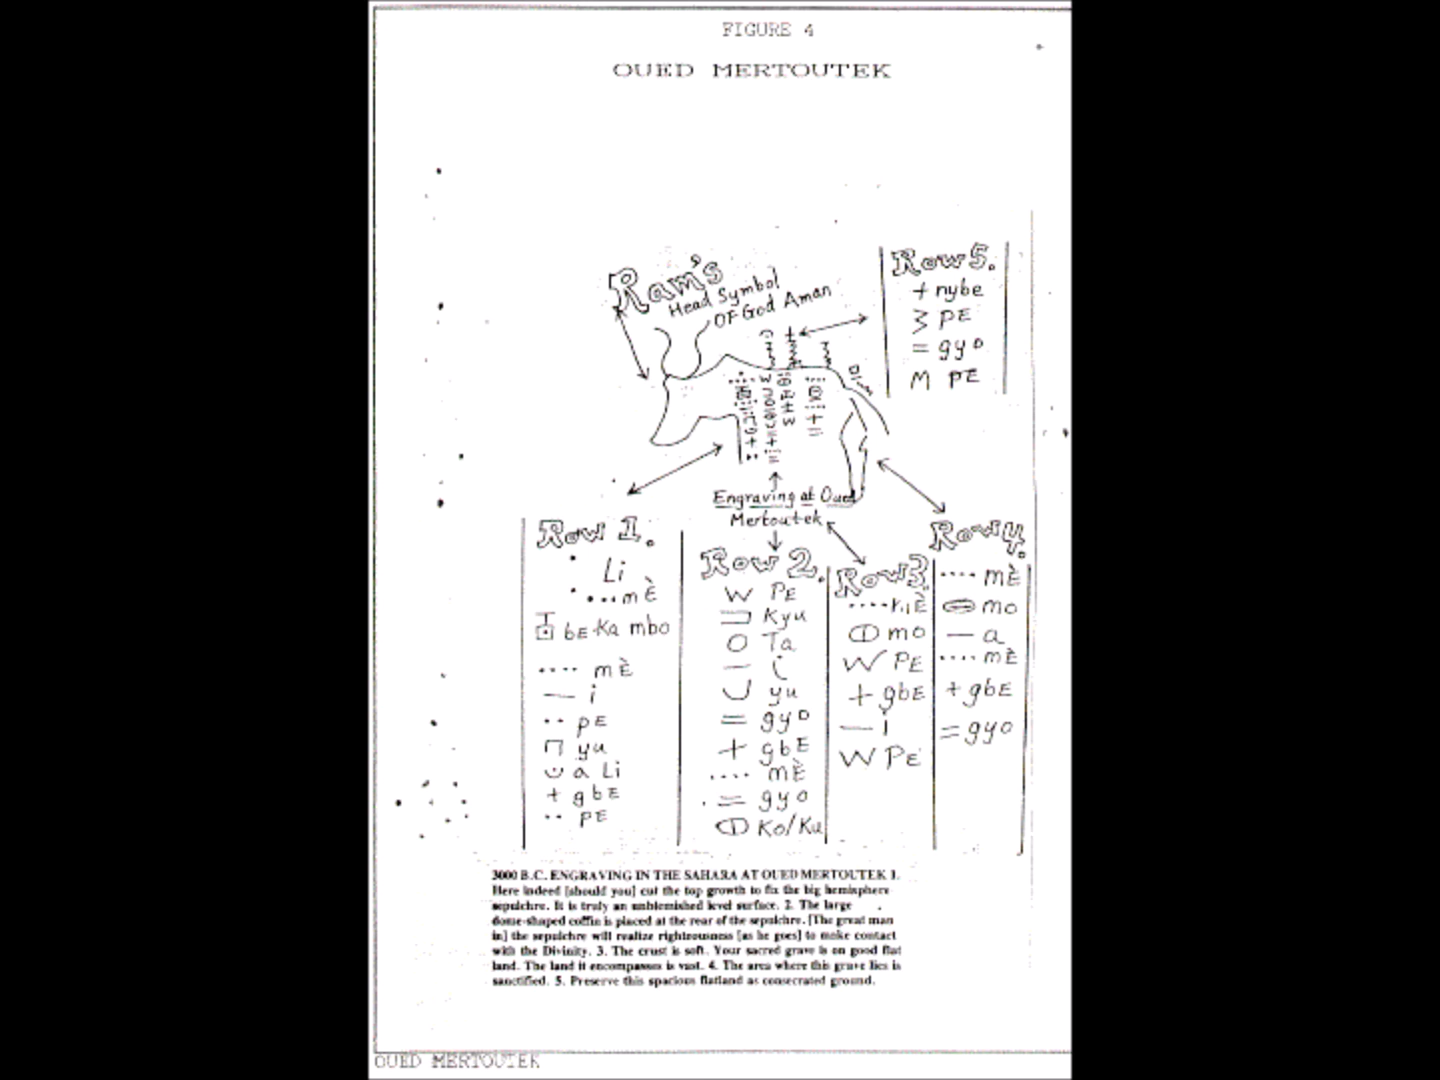 FIGURE 4
OUED MERTOUTEK
Ram's
Head Symbol
OF God Aman
Row 5.
+ nybe
PE
= gyo
M PE
Engraving at Oued
Mertoutek
Row 1.
Li
.... mÈ
bE-Ka mbo
.... mÈ
— i
.. pE
yu
a Li
+ gbE
.. pE
Row 2.
W PE
Kyu
O Ta
— i
yu
= gyo
+ gbE
.... mÈ
= gyo
Ko/Ku
Row 3.
mo
W PE
+ gbE
— i
W PE
Row 4.
.... mÈ
mo
— a
.... mÈ
+ gbE
= gyo
3000 B.C. ENGRAVING IN THE SAHARA AT OUED MERTOUTEK 1.
Here indeed [should you] cut the top growth to fix the big hemisphere
sepulchre. It is truly an unblemished level surface. 2. The large
dome-shaped coffin is placed at the rear of the sepulchre. [The great man
in] the sepulchre will realize righteousness [as he goes] to make contact
with the Divinity. 3. The crust is soft. Your sacred grave is on good flat
land. The land it encompasses is vast. 4. The area where this grave lies is
sanctified. 5. Preserve this spacious flatland as consecrated ground.
OUED MERTOUTEK